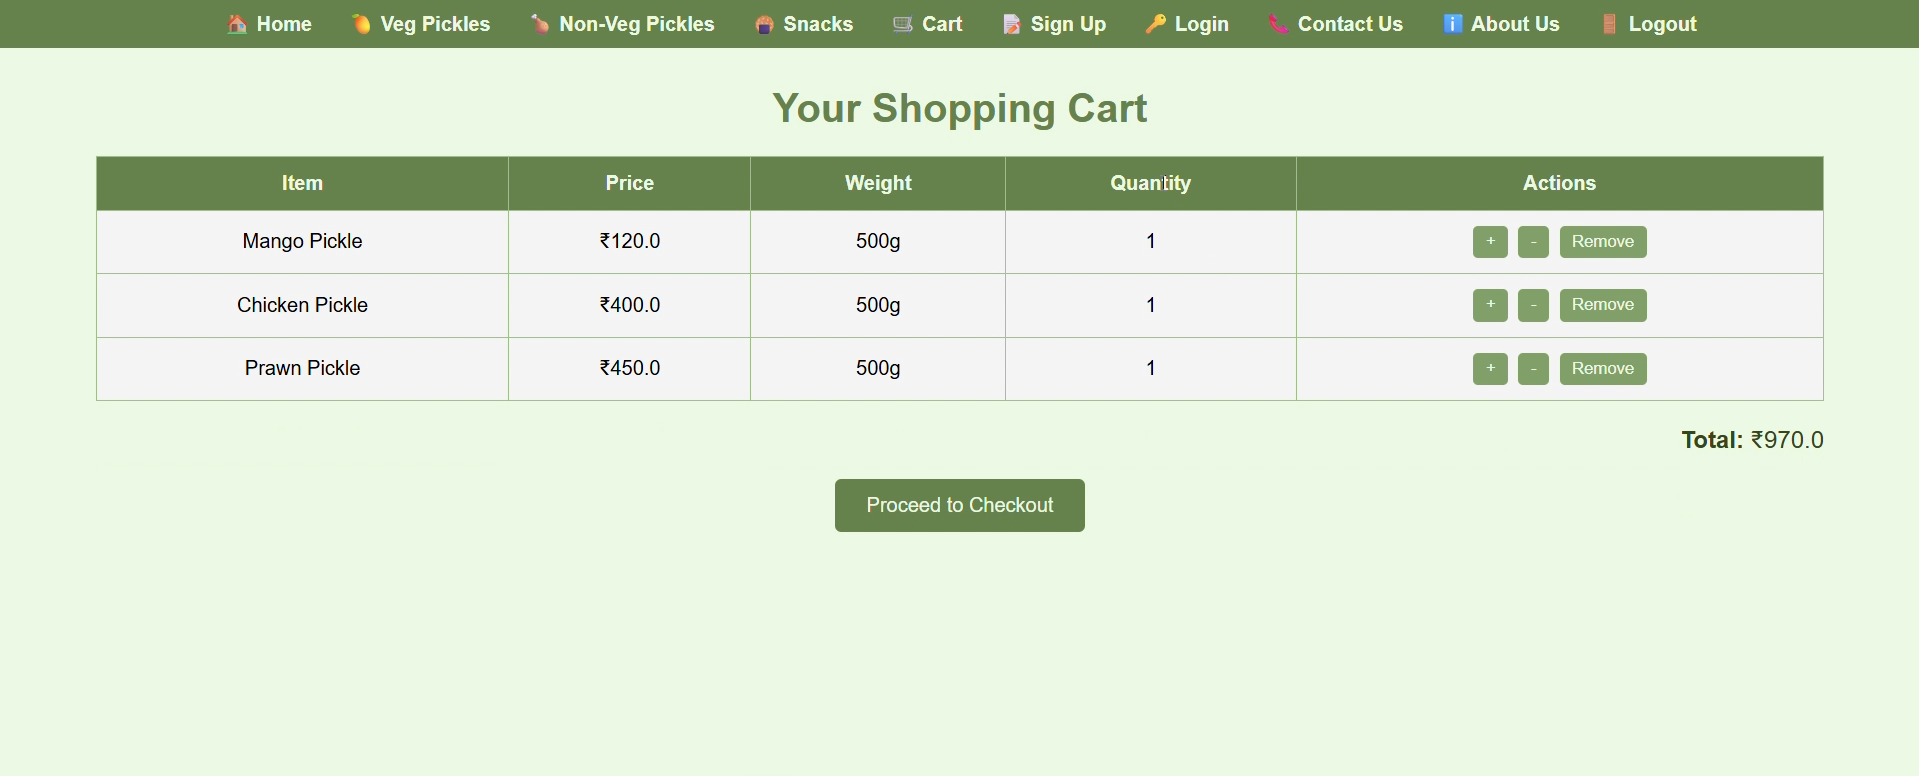 Home Veg Pickles Non-Veg Pickles Snacks Cart Sign Up Login Contact Us About Us Logout
Your Shopping Cart
Item Price Weight Quantity Actions
Mango Pickle ₹120.0 500g 1 + - Remove
Chicken Pickle ₹400.0 500g 1 + - Remove
Prawn Pickle ₹450.0 500g 1 + - Remove
Total: ₹970.0
Proceed to Checkout